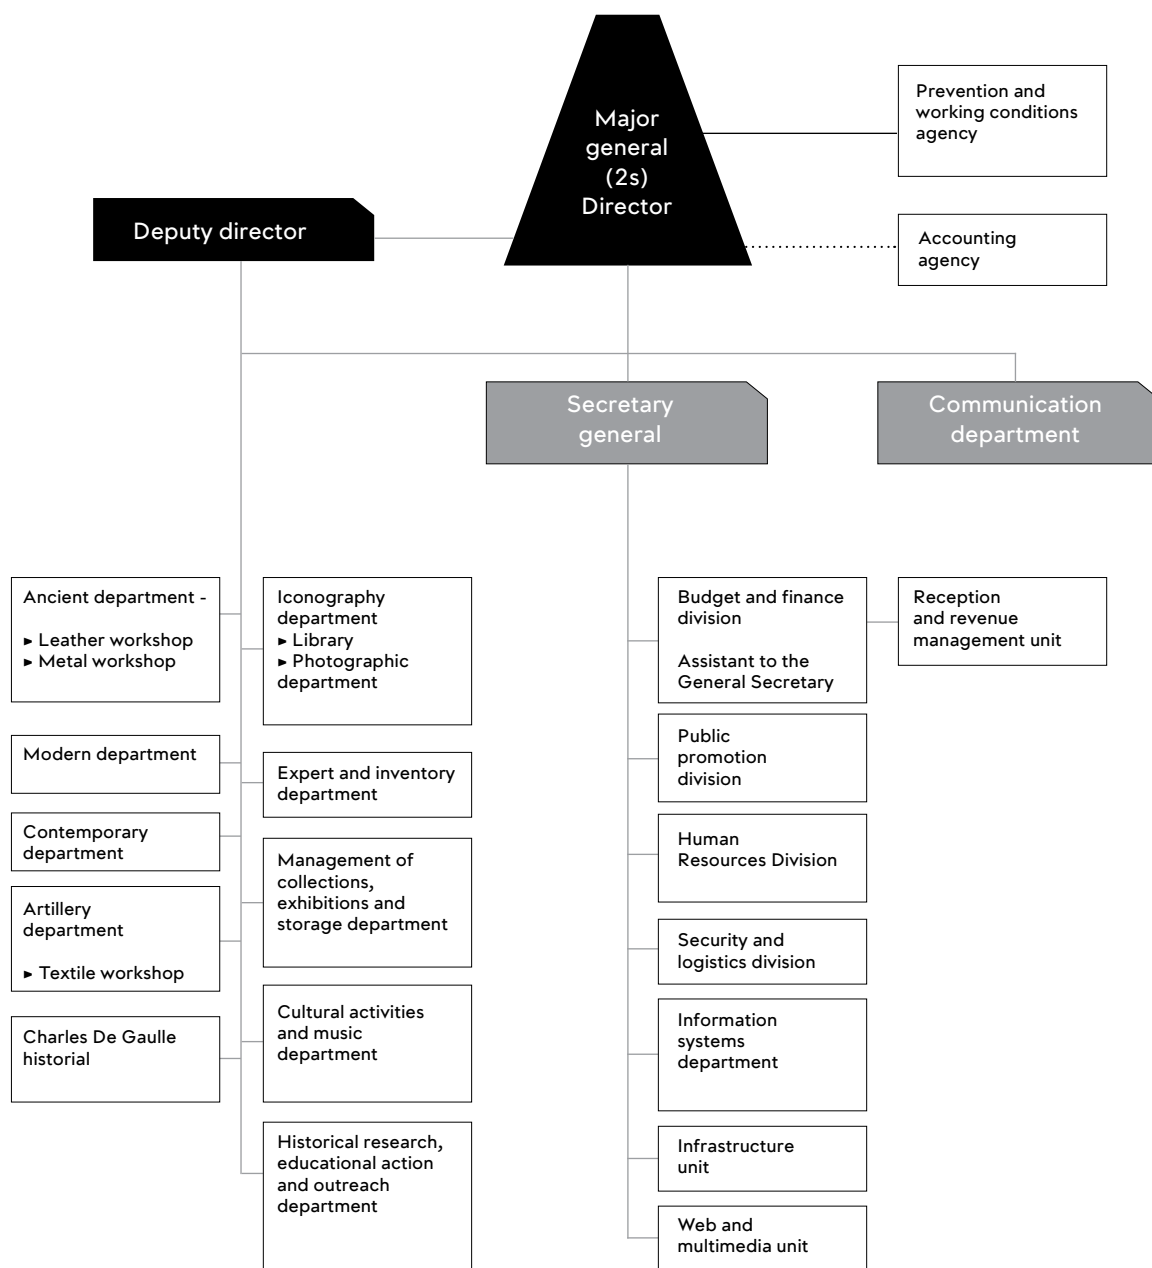 Major
general
(2s)
Director
Prevention and
working conditions
agency
Deputy director
Accounting
agency
Secretary
general
Communication
department
Ancient department -
▸ Leather workshop
▸ Metal workshop
Iconography
department
▸ Library
▸ Photographic
department
Budget and finance
division
Assistant to the
General Secretary
Reception
and revenue
management unit
Modern department
Expert and inventory
department
Public
promotion
division
Contemporary
department
Management of
collections,
exhibitions and
storage department
Human
Resources Division
Artillery
department
▸ Textile workshop
Security and
logistics division
Charles De Gaulle
historial
Cultural activities
and music
department
Information
systems
department
Historical research,
educational action
and outreach
department
Infrastructure
unit
Web and
multimedia unit